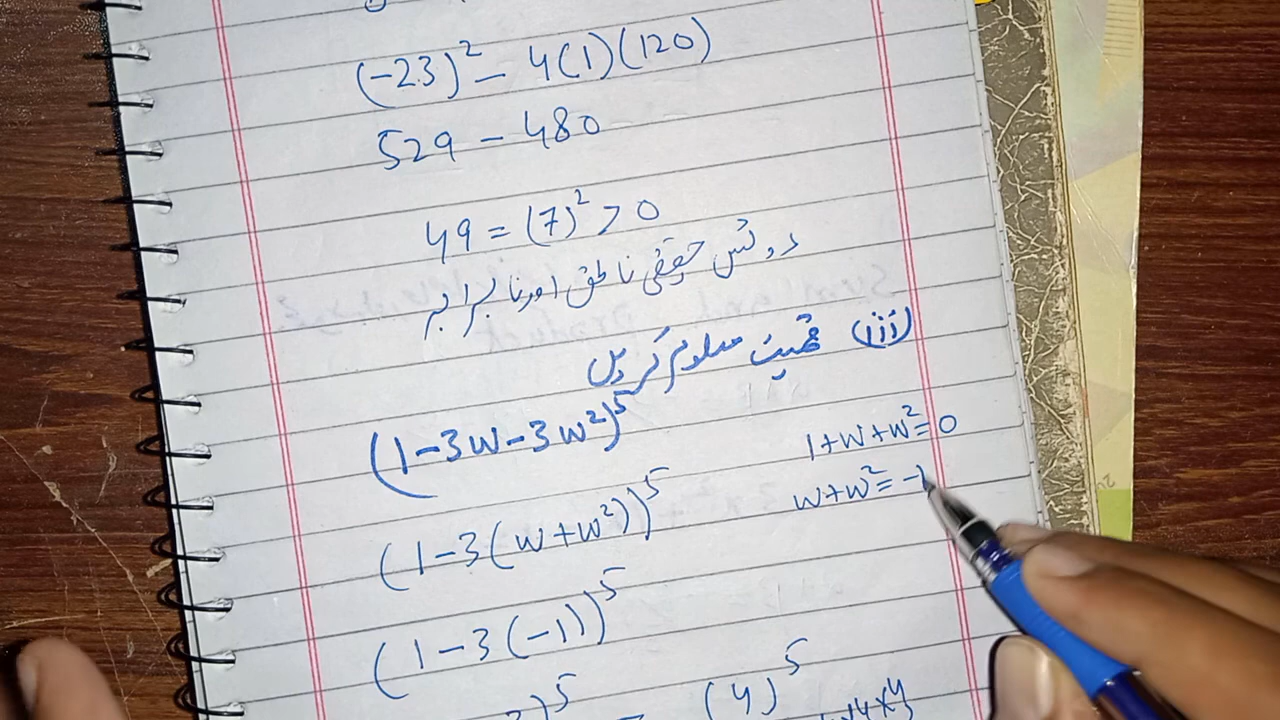 (-23)² - 4(1)(120)
529 - 480
49 = (7)² > 0
روٹس حقیقی ناطق اور نا برابر
(iii) قیمت معلوم کریں
(1-3w-3w²)⁵
1+w+w²=0
w+w²=-1
(1-3(w+w²))⁵
(1-3(-1))⁵
)⁵ = (4)⁵